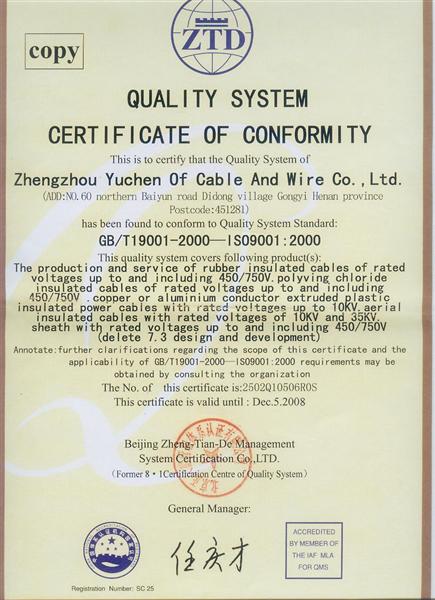 copy
ZTD
QUALITY SYSTEM
CERTIFICATE OF CONFORMITY
This is to certify that the Quality System of
Zhengzhou Yuchen Of Cable And Wire Co.,Ltd.
(ADD:NO.60 northern Baiyun road Didong village Gongyi Henan province
Postcode:451281)
has been found to conform to Quality System Standard:
GB/T19001-2000—ISO9001:2000
This quality system covers following product(s):
The production and service of rubber insulated cables of rated
voltages up to and including 450/750V.polyving chloride
insulated cables of rated voltages up to and including
450/750V .copper or aluminium conductor extruded plastic
insulated power cables with rated voltages up to 10KV.aerial
insulated cables with rated voltages of 10KV and 35KV.
sheath with rated voltages up to and including 450/750V
(delete 7.3 design and development)
Annotate:further clarifications regarding the scope of this certificate and the
applicability of GB/T19001-2000—ISO9001:2000 requirements may be
obtained by consulting the organization
The No. of this certificate is:2502Q10506R0S
This certificate is valid until : Dec.5.2008
Beijing Zheng-Tian-De Management
System Certification Co.,LTD.
(Former 8·1Certification Centre of Quality System)
General Manager:
任庆才
ACCREDITED
BY MEMBER OF
THE IAF MLA
FOR QMS
Registration Number: SC 25